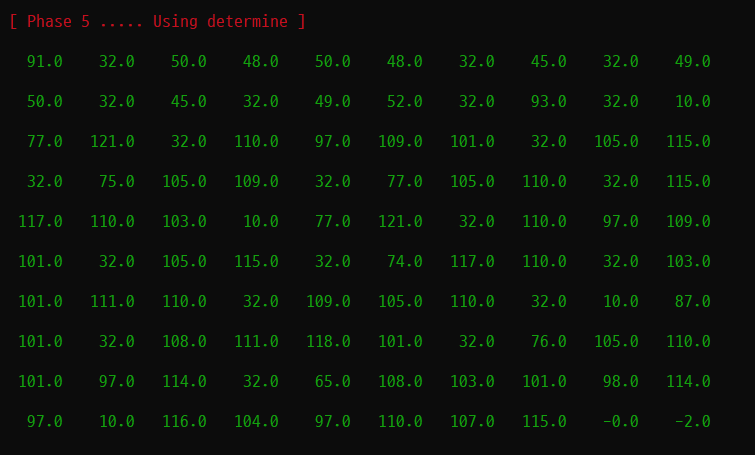 [ Phase 5 ..... Using determine ]
91.0 32.0 50.0 48.0 50.0 48.0 32.0 45.0 32.0 49.0
50.0 32.0 45.0 32.0 49.0 52.0 32.0 93.0 32.0 10.0
77.0 121.0 32.0 110.0 97.0 109.0 101.0 32.0 105.0 115.0
32.0 75.0 105.0 109.0 32.0 77.0 105.0 110.0 32.0 115.0
117.0 110.0 103.0 10.0 77.0 121.0 32.0 110.0 97.0 109.0
101.0 32.0 105.0 115.0 32.0 74.0 117.0 110.0 32.0 103.0
101.0 111.0 110.0 32.0 109.0 105.0 110.0 32.0 10.0 87.0
101.0 32.0 108.0 111.0 118.0 101.0 32.0 76.0 105.0 110.0
101.0 97.0 114.0 32.0 65.0 108.0 103.0 101.0 98.0 114.0
97.0 10.0 116.0 104.0 97.0 110.0 107.0 115.0 -0.0 -2.0